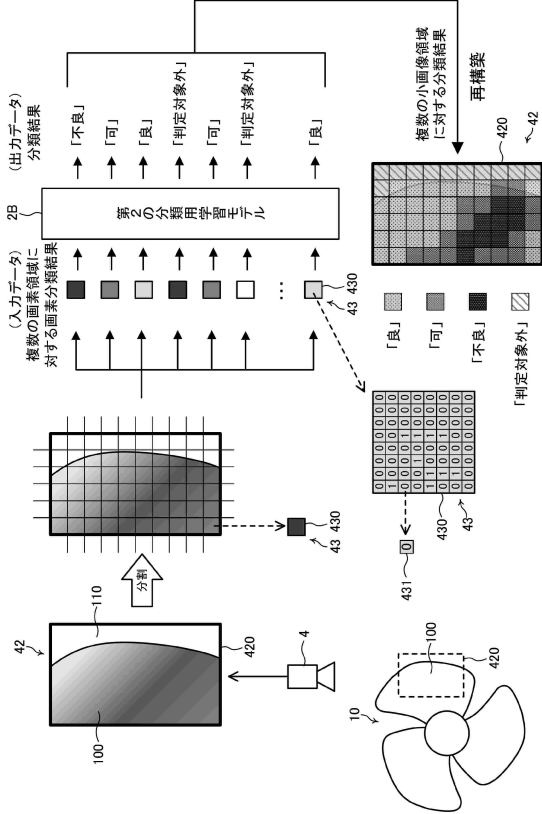 10
100
420
4
42
110
100
420
分割
431
0
430
43
43
430
(入力データ)
複数の画素領域に
対する画素分類結果
43
430
2B
第2の分類用学習モデル
(出力データ)
分類結果
「不良」
「可」
「良」
「判定対象外」
「可」
「判定対象外」
「良」
「良」
「可」
「不良」
「判定対象外」
420
42
複数の小画像領域
に対する分類結果
再構築